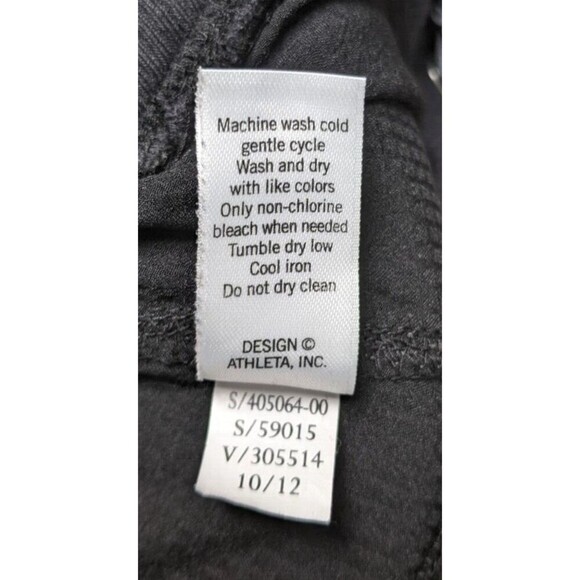 Machine wash cold
gentle cycle
Wash and dry
with like colors
Only non-chlorine
bleach when needed
Tumble dry low
Cool iron
Do not dry clean
DESIGN ©
ATHLETA, INC.
S/405064-00
S/59015
V/305514
10/12